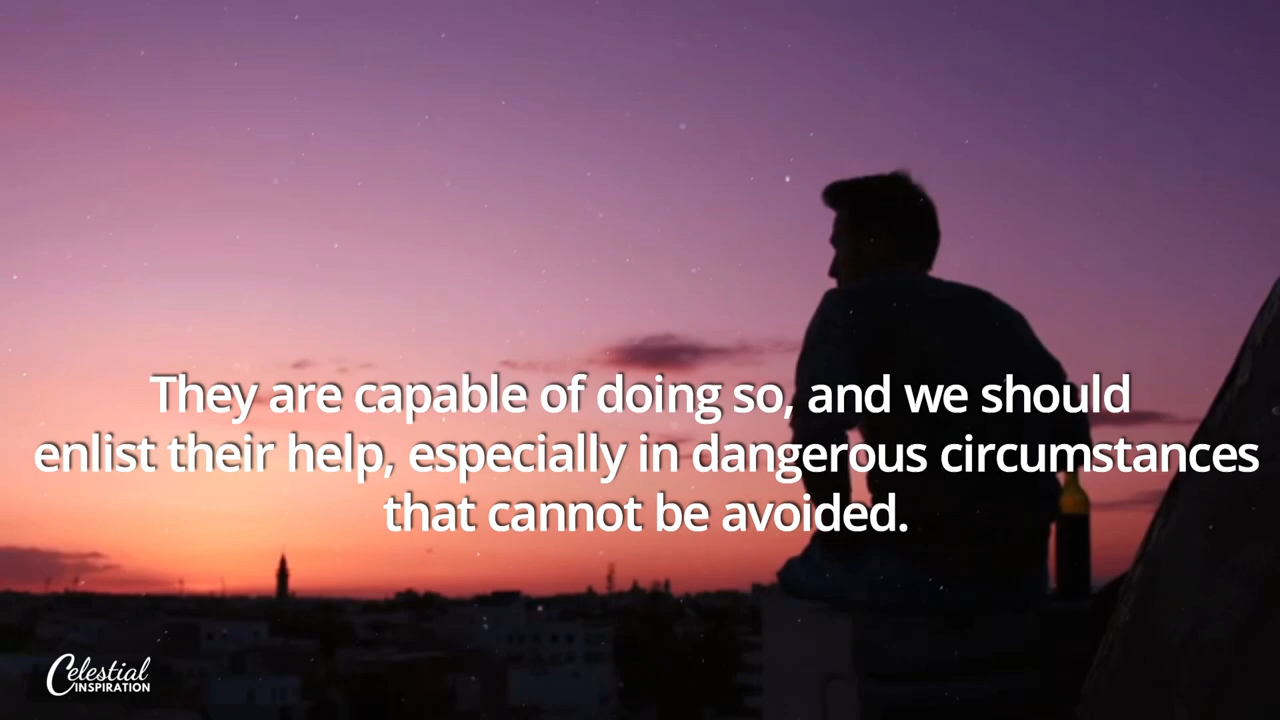 They are capable of doing so, and we should
enlist their help, especially in dangerous circumstances
that cannot be avoided.
Celestial
INSPIRATION